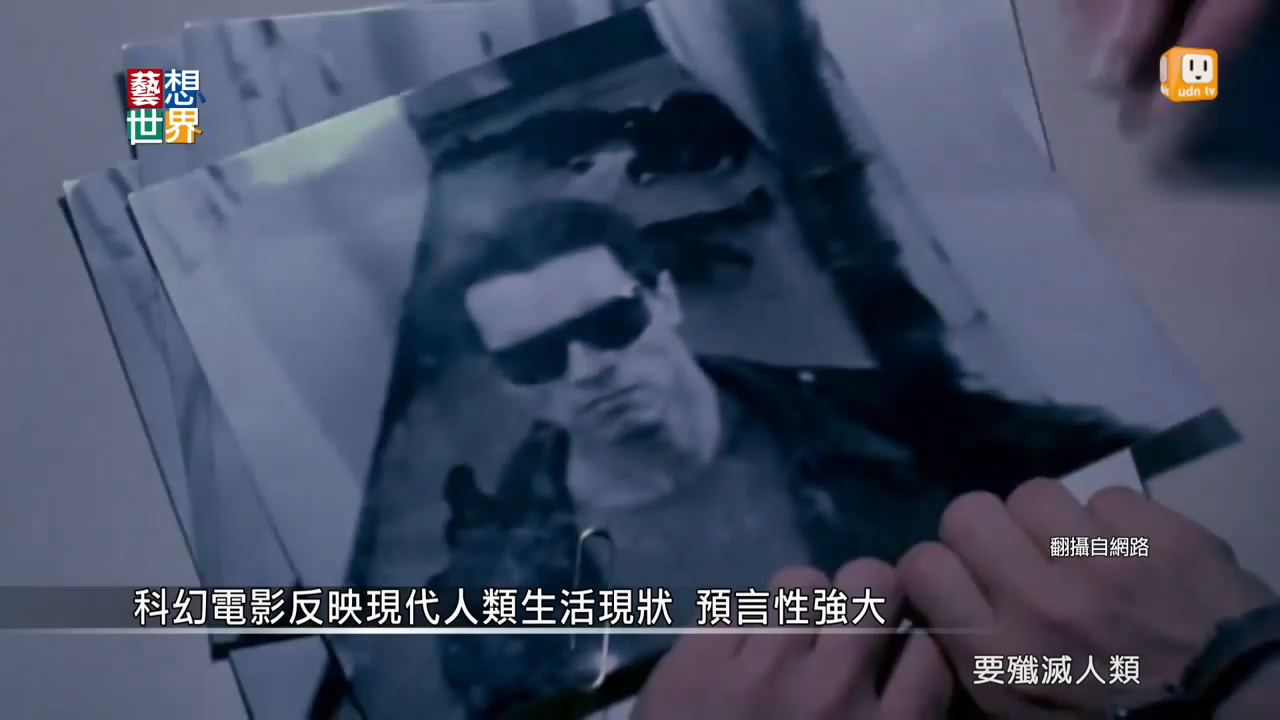 藝想
世界
udn tv
翻攝自網路
科幻電影反映現代人類生活現狀 預言性強大
要殲滅人類